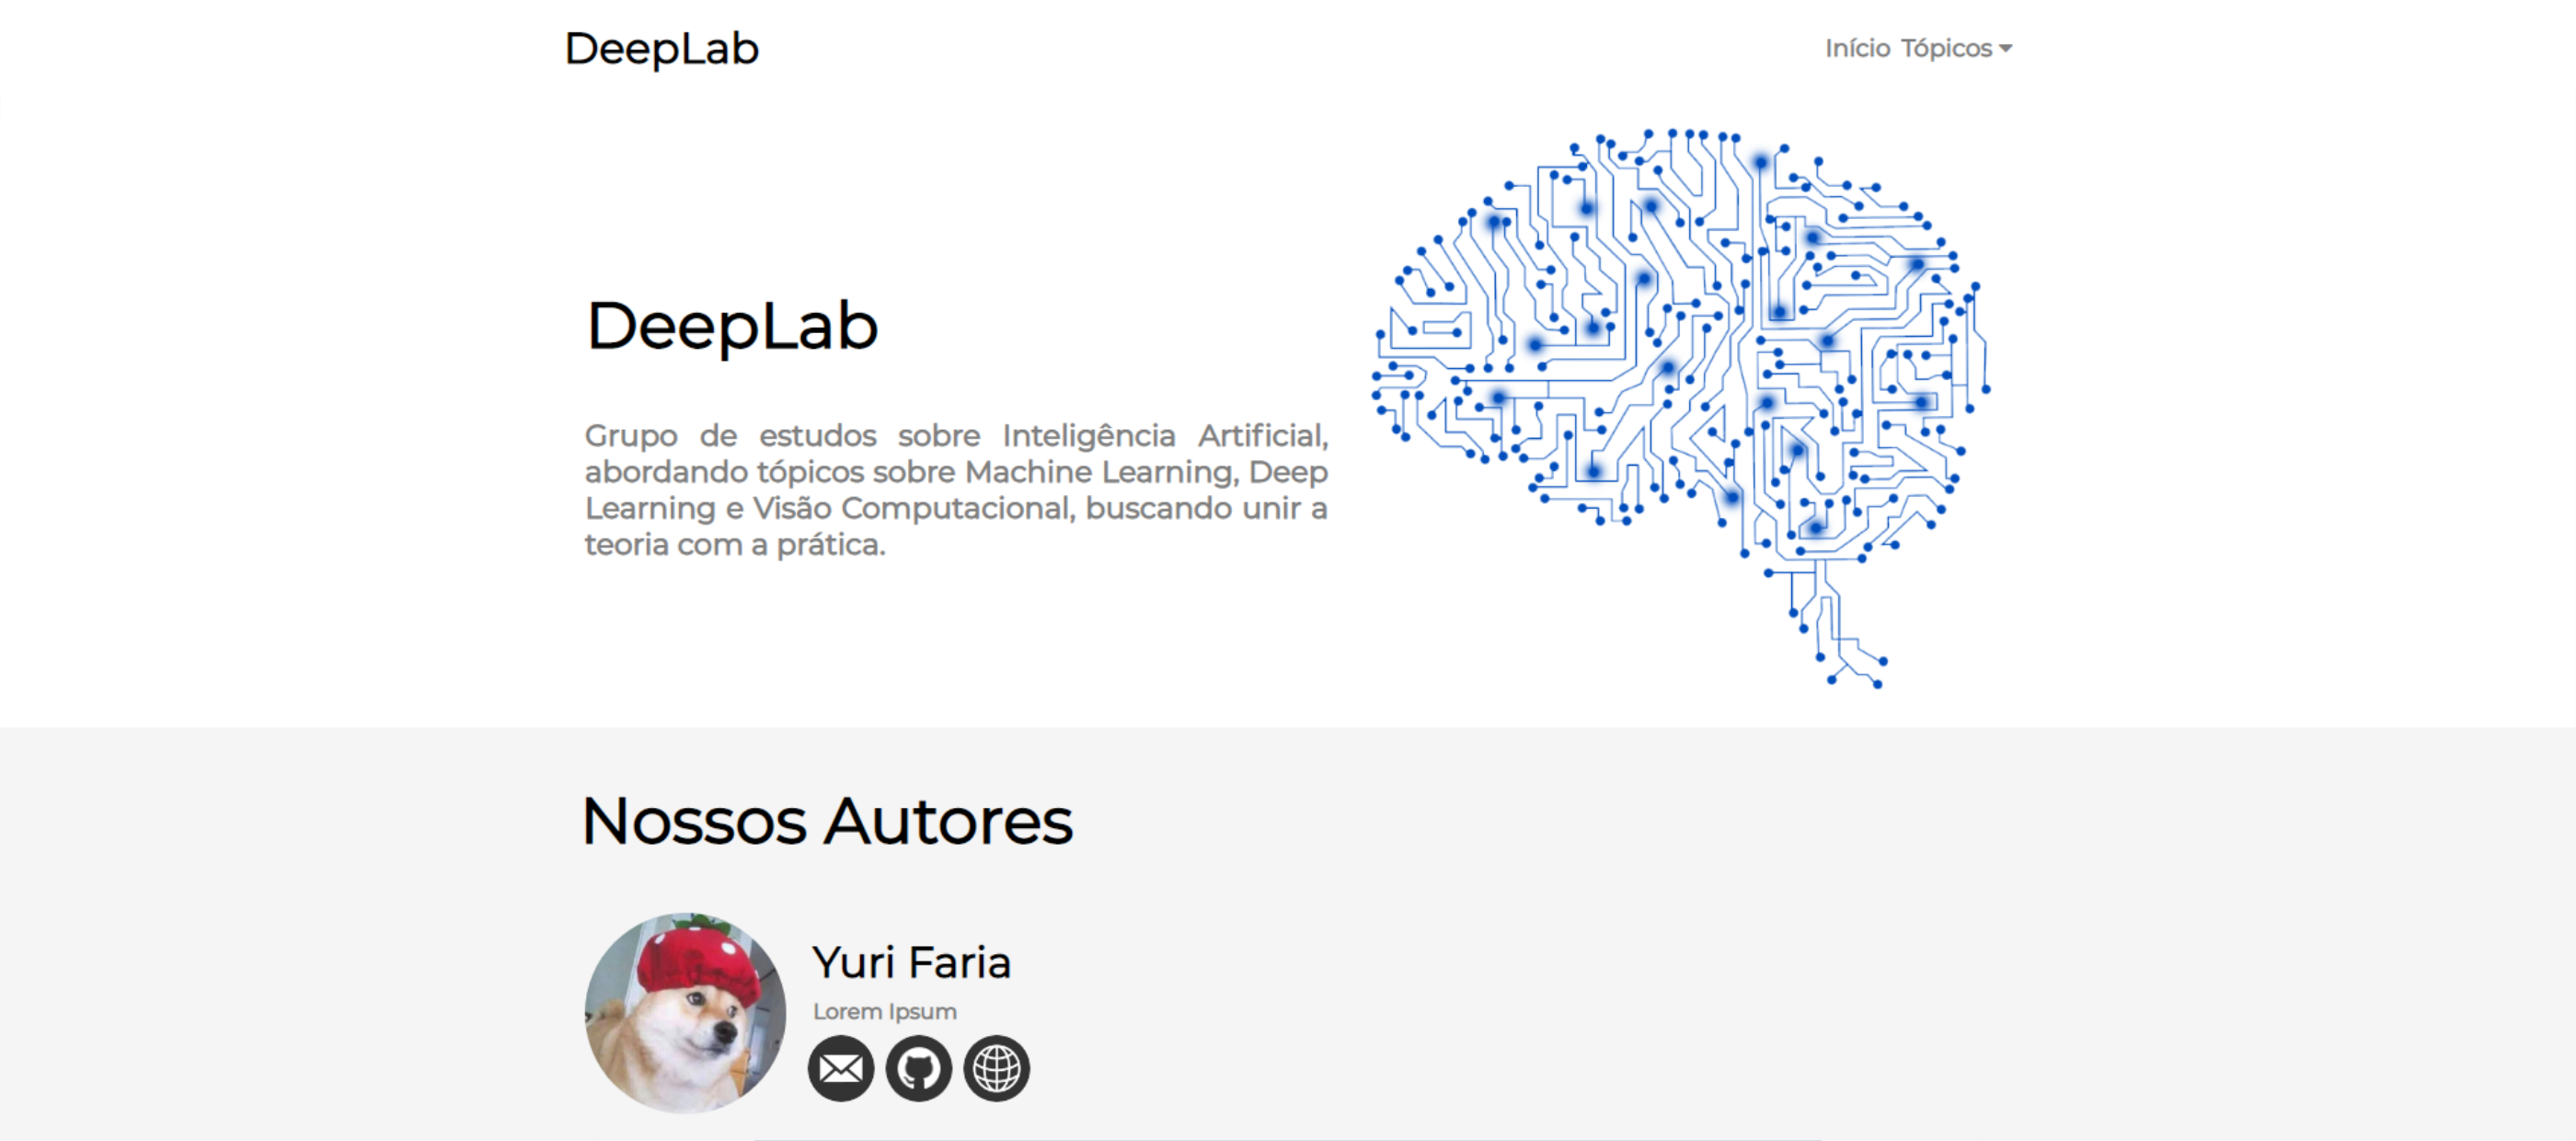 DeepLab
Início Tópicos
DeepLab
Grupo de estudos sobre Inteligência Artificial,
abordando tópicos sobre Machine Learning, Deep
Learning e Visão Computacional, buscando unir a
teoria com a prática.
Nossos Autores
Yuri Faria
Lorem Ipsum